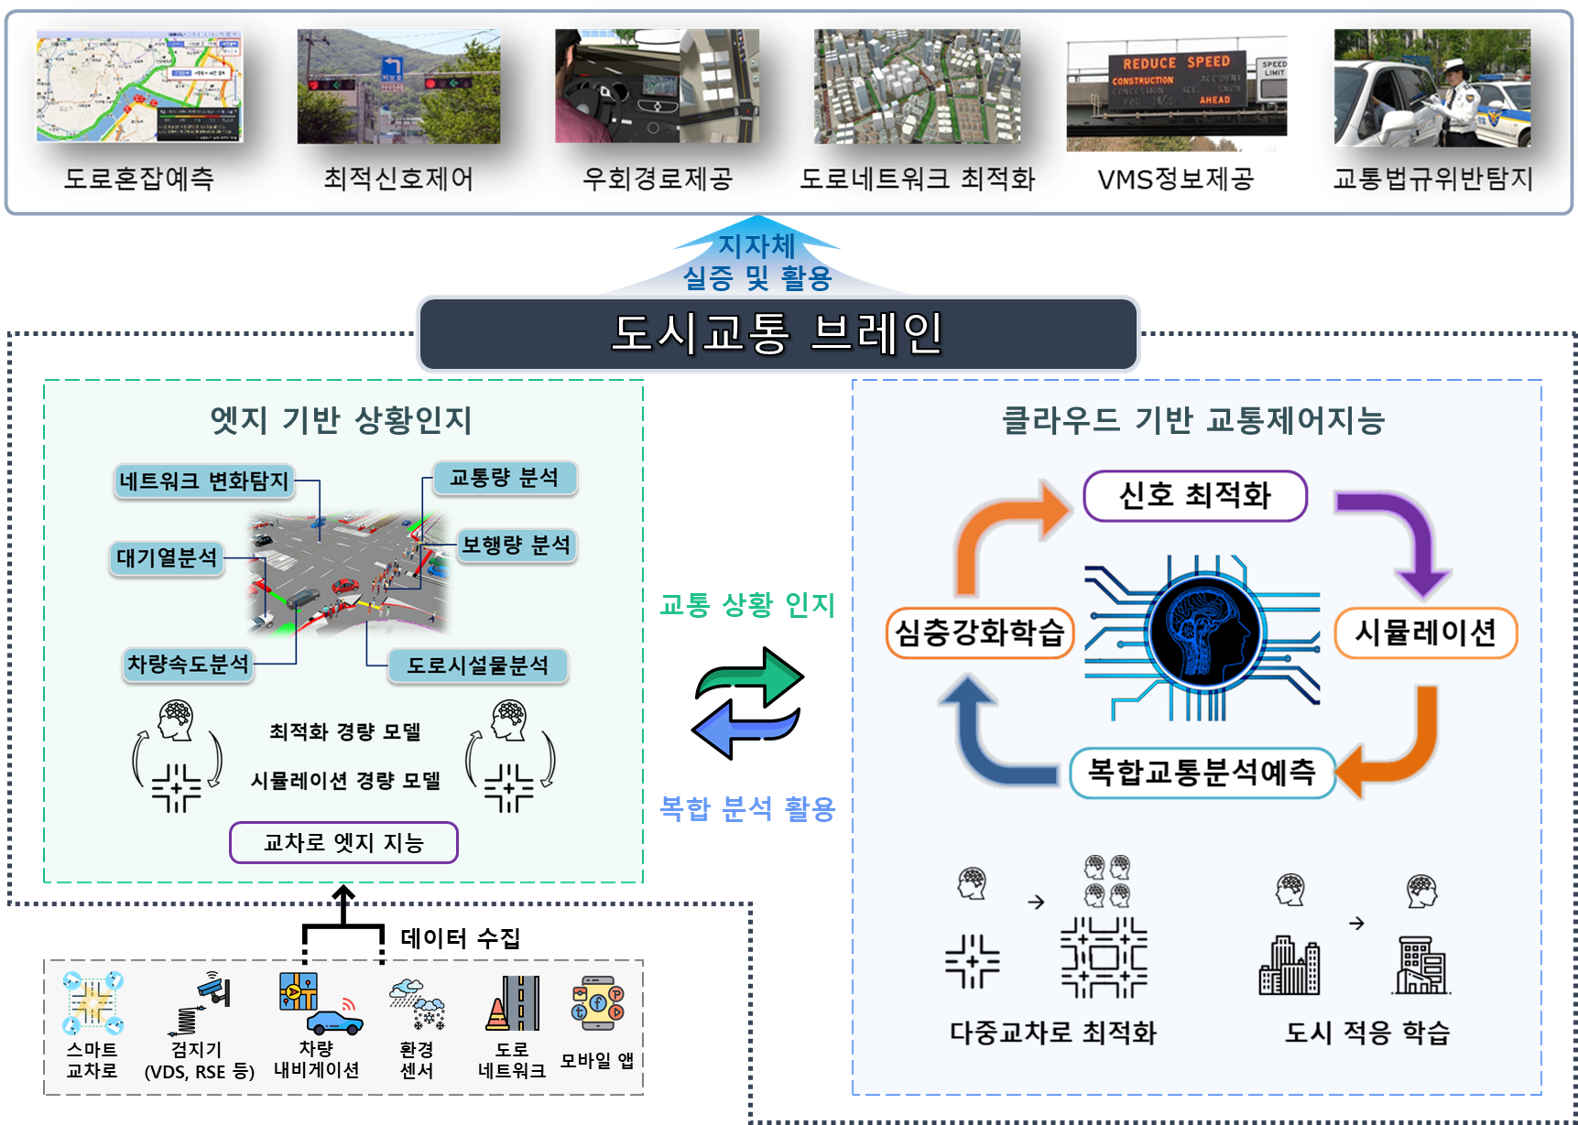 REDUCE SPEED
CONSTRUCTION ACCIDENT
CONGESTION ICE SNOW
FOG
AHEAD
SPEED
LIMIT
도로혼잡예측
최적신호제어
우회경로제공
도로네트워크 최적화
VMS정보제공
교통법규위반탐지
지자체
실증 및 활용
도시교통 브레인
엣지 기반 상황인지
네트워크 변화탐지
교통량 분석
대기열분석
보행량 분석
차량속도분석
도로시설물분석
최적화 경량 모델
시뮬레이션 경량 모델
교차로 엣지 지능
교통 상황 인지
복합 분석 활용
클라우드 기반 교통제어지능
신호 최적화
심층강화학습
시뮬레이션
복합교통분석예측
다중교차로 최적화
도시 적응 학습
데이터 수집
스마트
교차로
검지기
(VDS, RSE 등)
차량
내비게이션
환경
센서
도로
네트워크
모바일 앱